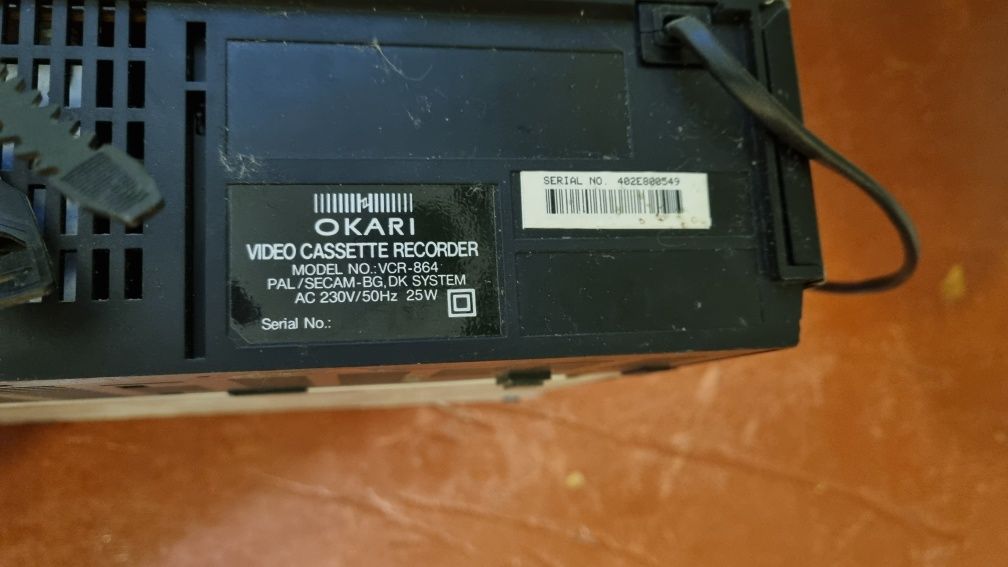 OKARI
VIDEO CASSETTE RECORDER
MODEL NO.:VCR-864
PAL/SECAM-BG,DK SYSTEM
AC 230V/50Hz 25W
Serial No.:
SERIAL NO. 402E800549